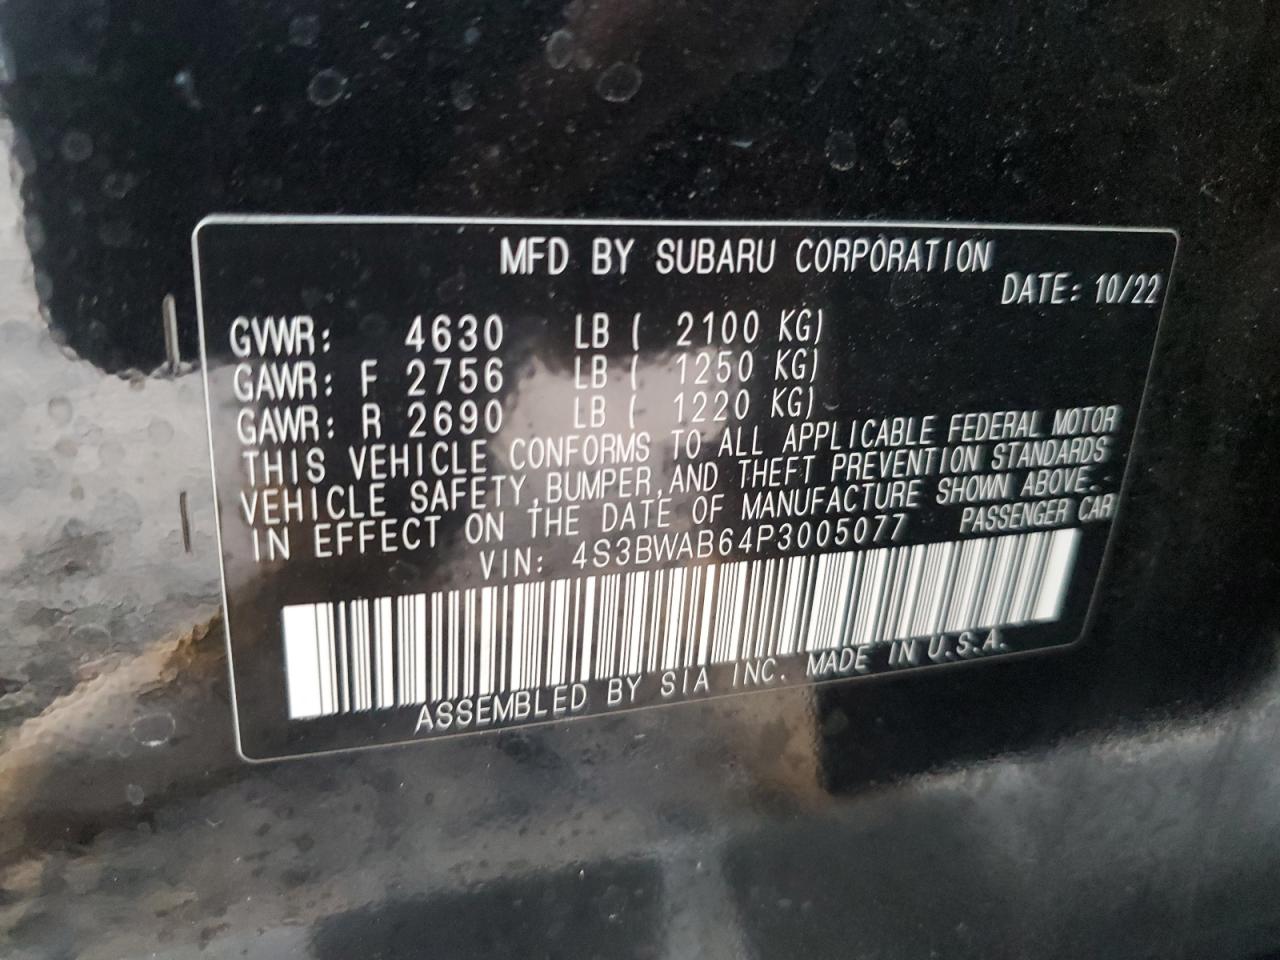 MFD BY SUBARU CORPORATION
DATE: 10/22
GVWR: 4630 LB ( 2100 KG)
GAWR: F 2756 LB ( 1250 KG)
GAWR: R 2690 LB ( 1220 KG)
THIS VEHICLE CONFORMS TO ALL APPLICABLE FEDERAL MOTOR
VEHICLE SAFETY, BUMPER, AND THEFT PREVENTION STANDARDS
IN EFFECT ON THE DATE OF MANUFACTURE SHOWN ABOVE.
VIN: 4S3BWAB64P3005077 PASSENGER CAR
ASSEMBLED BY SIA INC. MADE IN U.S.A.